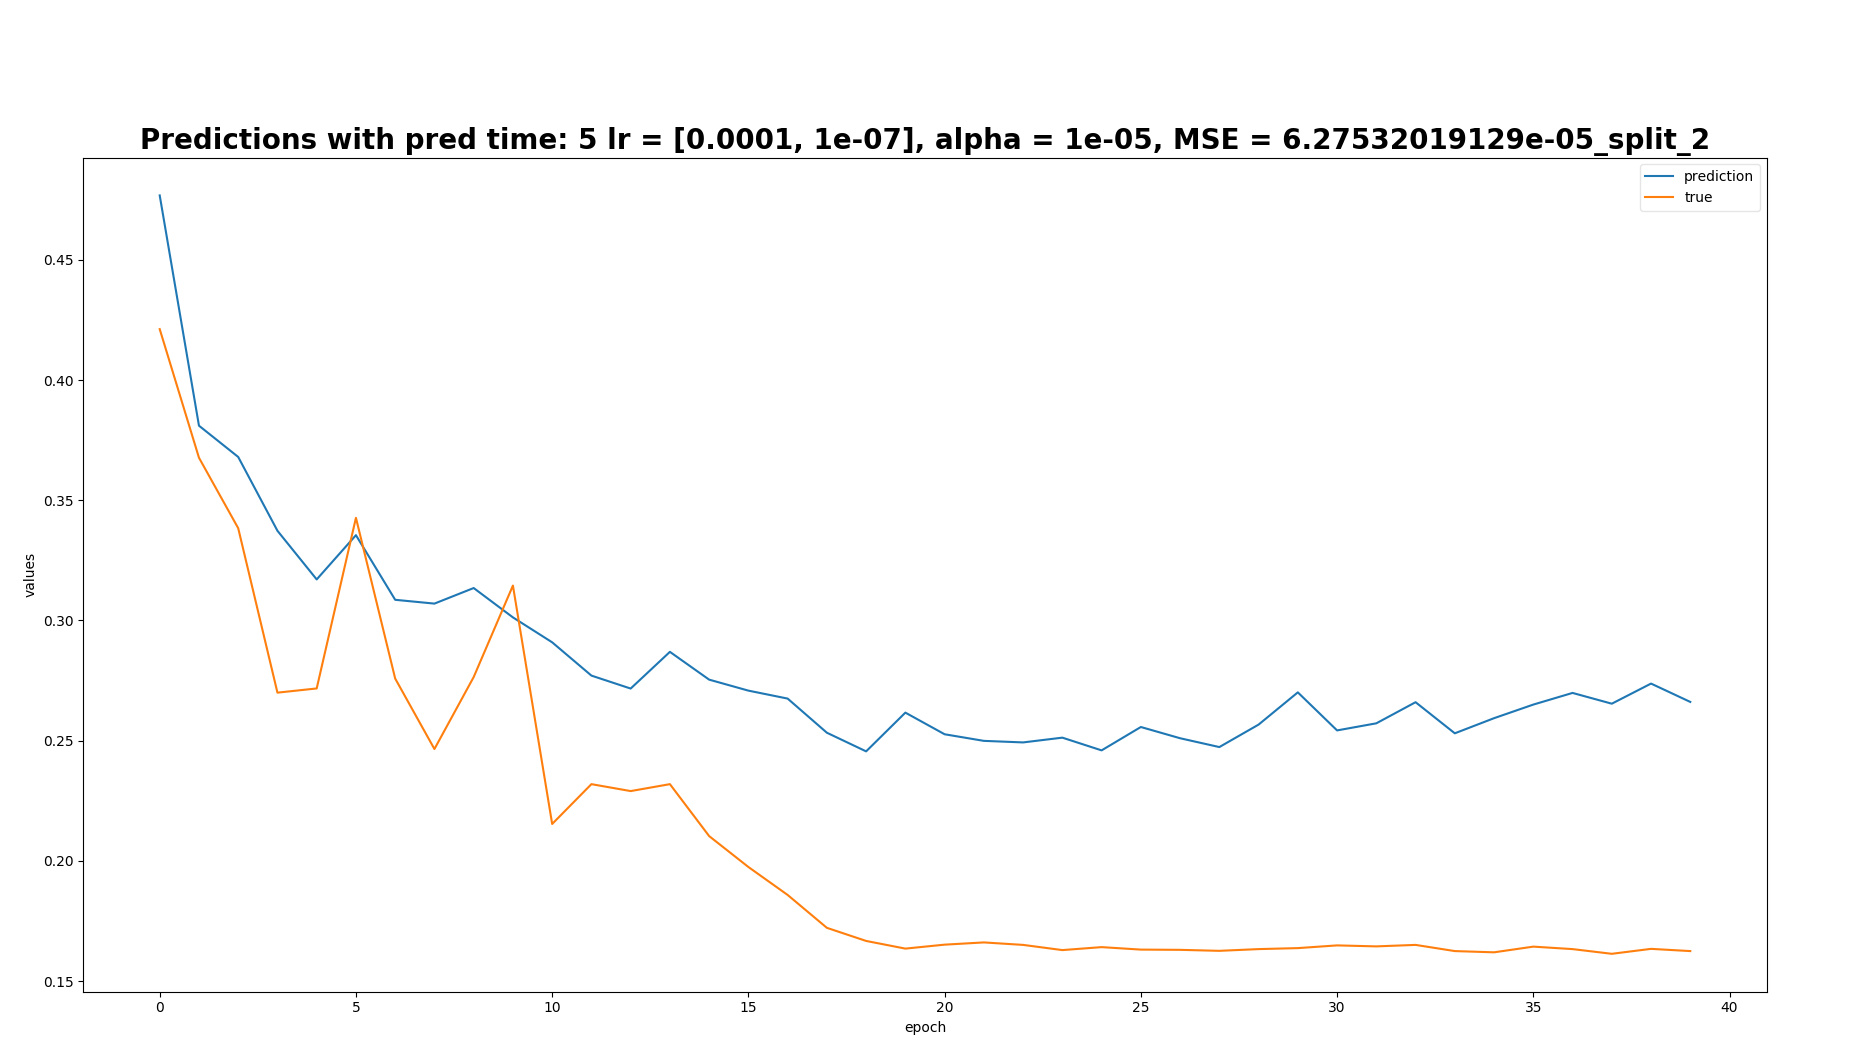 Predictions with pred time: 5 lr = [0.0001, 1e-07], alpha = 1e-05, MSE = 6.27532019129e-05_split_2
prediction
true
0.45
0.40
0.35
0.30
0.25
0.20
0.15
values
0 5 10 15 20 25 30 35 40
epoch